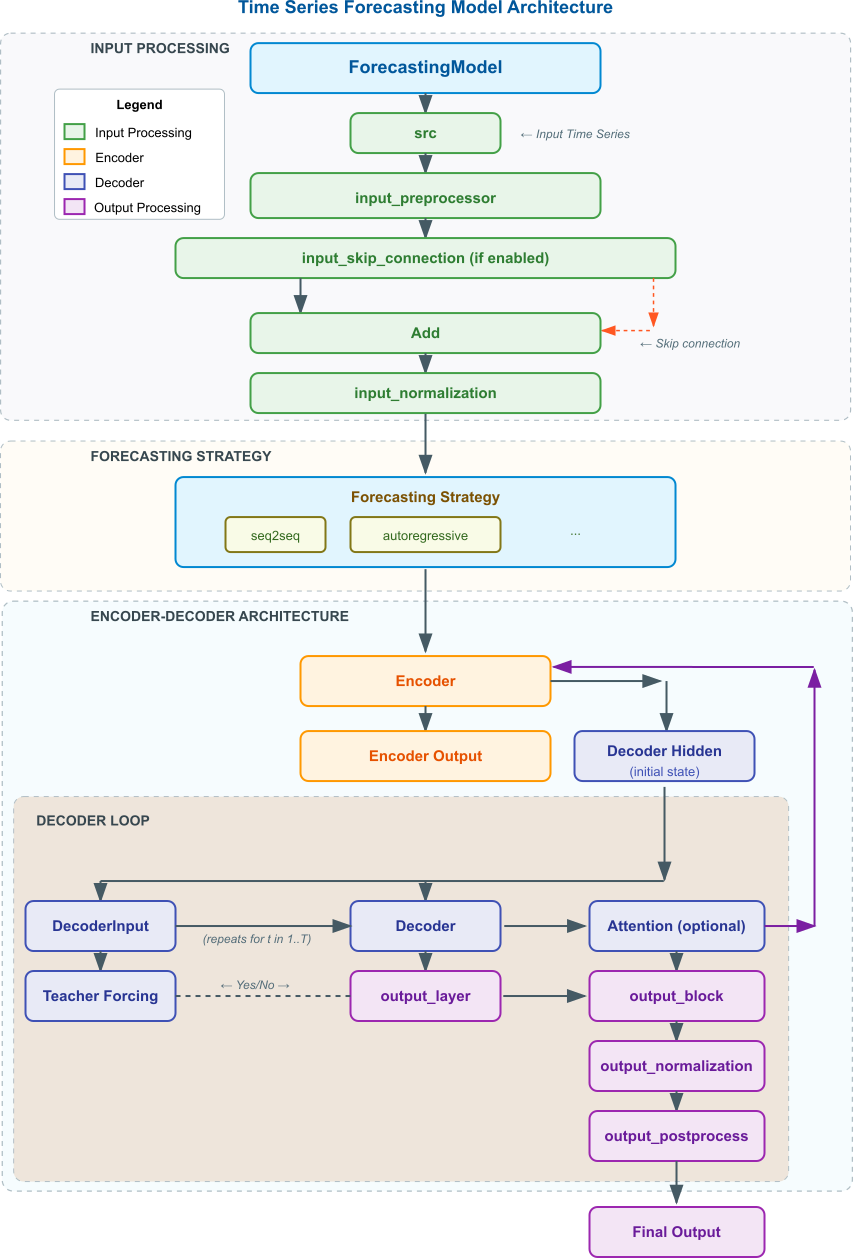 Time Series Forecasting Model Architecture
INPUT PROCESSING
ForecastingModel
Legend
Input Processing
Encoder
Decoder
Output Processing
src
← Input Time Series
input_preprocessor
input_skip_connection (if enabled)
Add
← Skip connection
input_normalization
FORECASTING STRATEGY
Forecasting Strategy
seq2seq
autoregressive
...
ENCODER-DECODER ARCHITECTURE
Encoder
Encoder Output
Decoder Hidden
(initial state)
DECODER LOOP
DecoderInput
(repeats for t in 1..T)
Decoder
Attention (optional)
Teacher Forcing
← Yes/No →
output_layer
output_block
output_normalization
output_postprocess
Final Output